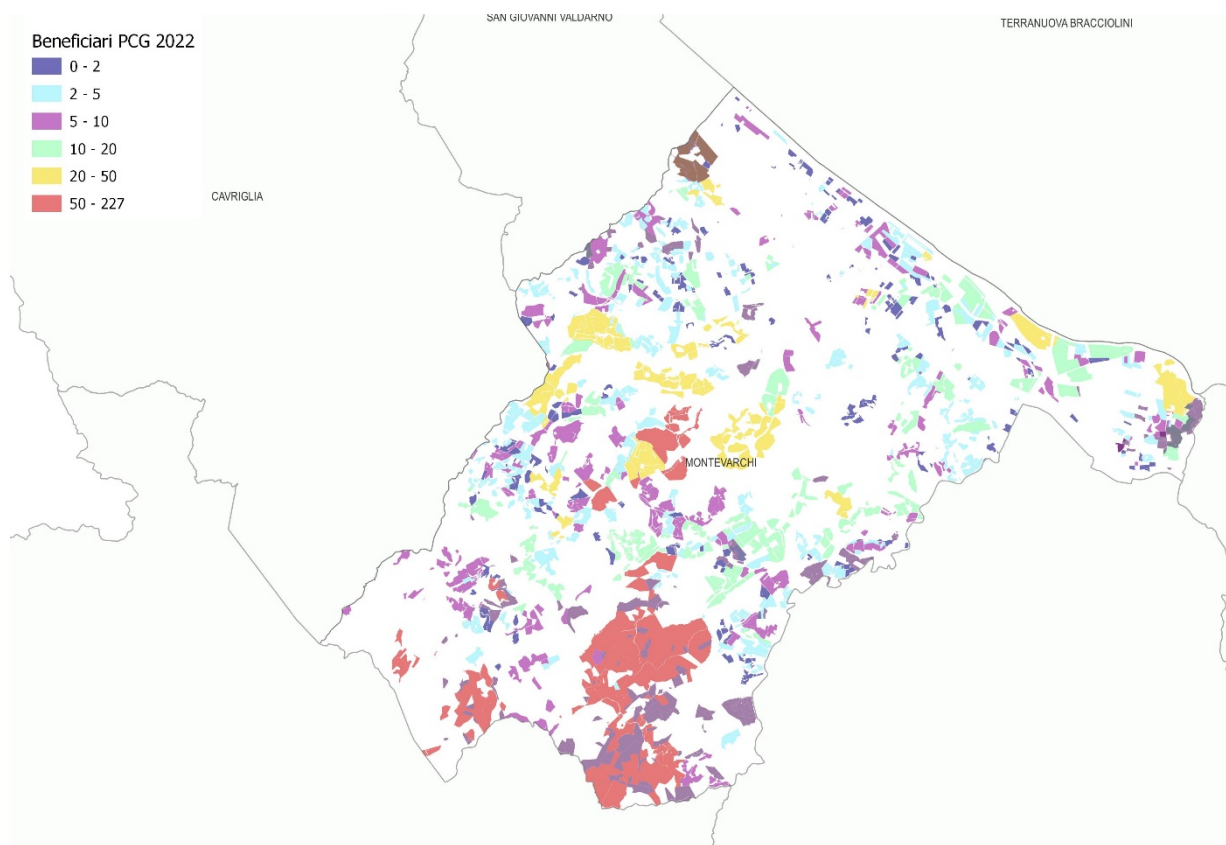 SAN GIOVANNI VALDARNO
TERRANUOVA BRACCIOLINI
Beneficiari PCG 2022
0 - 2
2 - 5
5 - 10
10 - 20
20 - 50
50 - 227
CAVRIGLIA
MONTEVARCHI